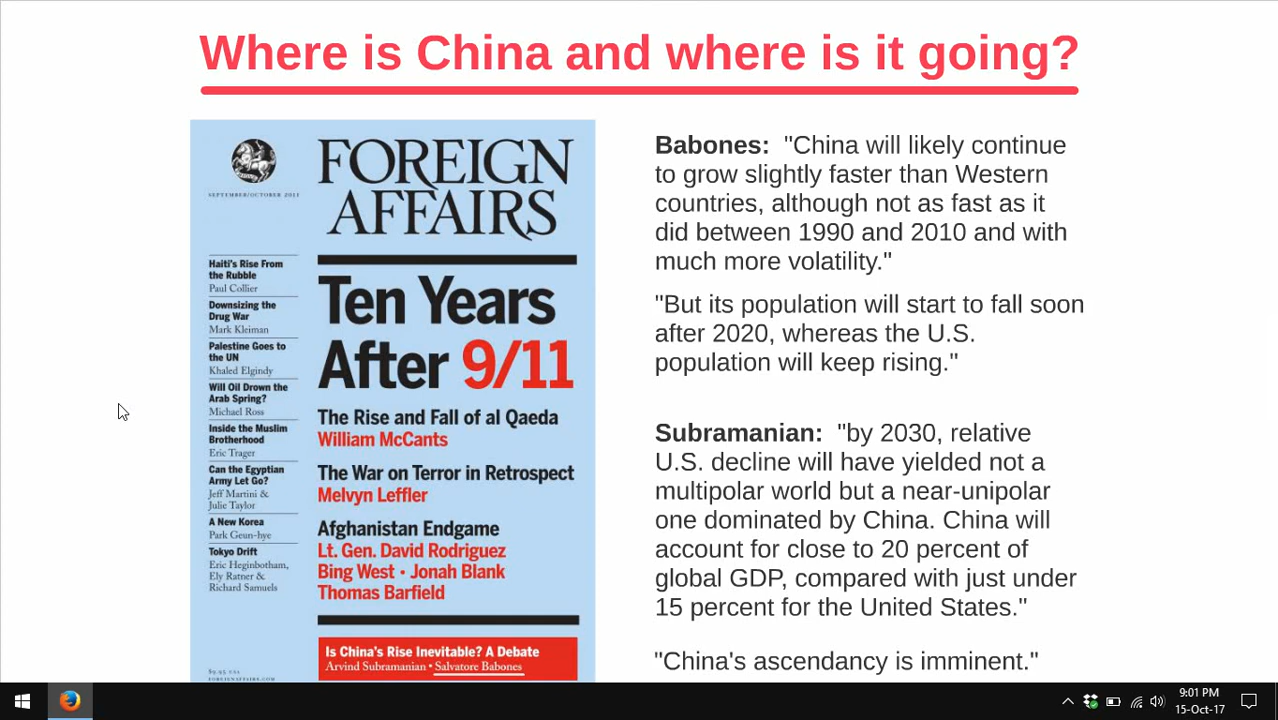 Where is China and where is it going?
FOREIGN
AFFAIRS
SEPTEMBER/OCTOBER 2011
Haiti's Rise From
the Rubble
Paul Collier
Downsizing the
Drug War
Mark Kleiman
Palestine Goes to
the UN
Khaled Elgindy
Will Oil Drown the
Arab Spring?
Michael Ross
Inside the Muslim
Brotherhood
Eric Trager
Can the Egyptian
Army Let Go?
Jeff Martini &
Julie Taylor
A New Korea
Park Geun-hye
Tokyo Drift
Eric Heginbotham,
Ely Ratner &
Richard Samuels
Ten Years
After 9/11
The Rise and Fall of al Qaeda
William McCants
The War on Terror in Retrospect
Melvyn Leffler
Afghanistan Endgame
Lt. Gen. David Rodriguez
Bing West • Jonah Blank
Thomas Barfield
Is China's Rise Inevitable? A Debate
Arvind Subramanian • Salvatore Babones
FOREIGNAFFAIRS.COM
Babones: "China will likely continue
to grow slightly faster than Western
countries, although not as fast as it
did between 1990 and 2010 and with
much more volatility."
"But its population will start to fall soon
after 2020, whereas the U.S.
population will keep rising."
Subramanian: "by 2030, relative
U.S. decline will have yielded not a
multipolar world but a near-unipolar
one dominated by China. China will
account for close to 20 percent of
global GDP, compared with just under
15 percent for the United States."
"China's ascendancy is imminent."
9:01 PM
15-Oct-17